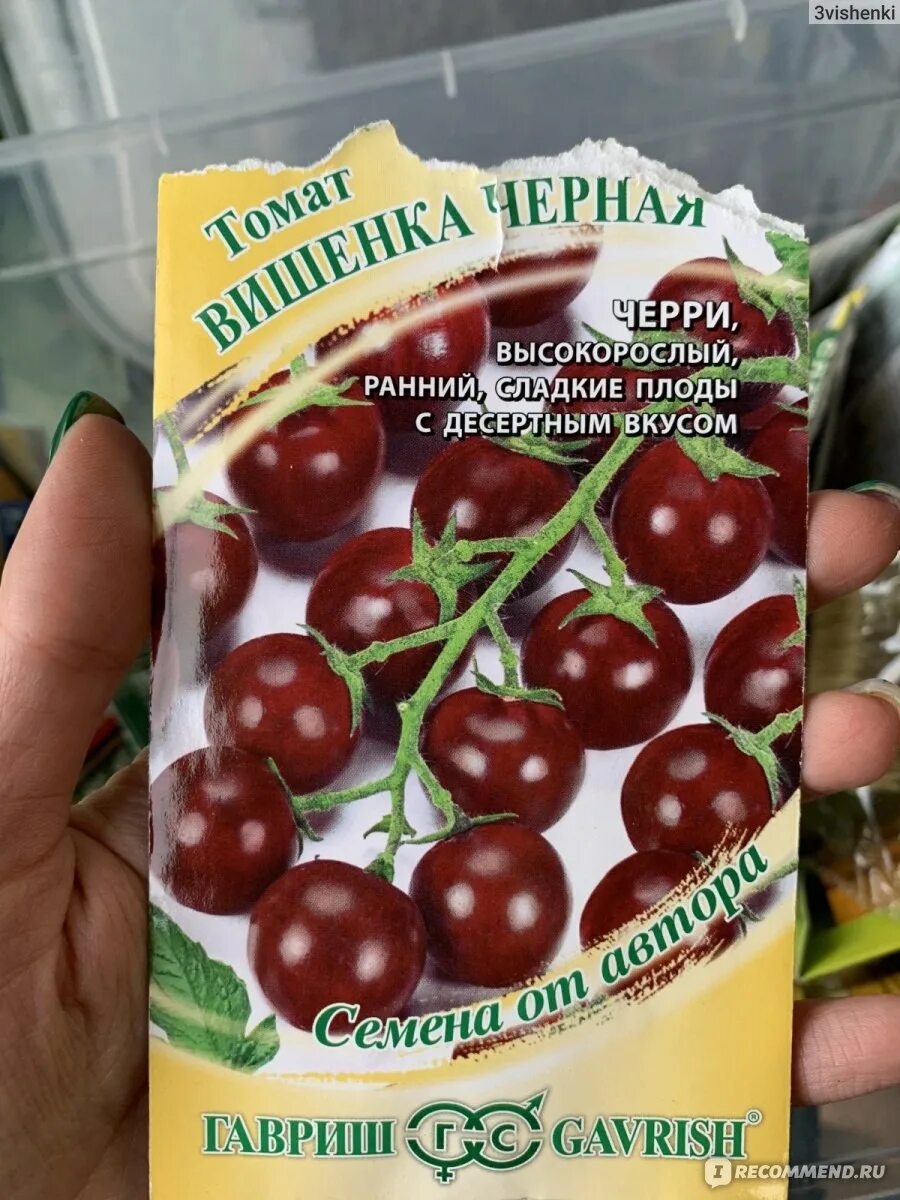 3vishenki
Томат
ВИШЕНКА ЧЕРНАЯ
ЧЕРРИ,
ВЫСОКОРОСЛЫЙ,
РАННИЙ, СЛАДКИЕ ПЛОДЫ
С ДЕСЕРТНЫМ ВКУСОМ
Семена от автора
ГАВРИШ ГС GAVRISH®
I RECOMMEND.RU